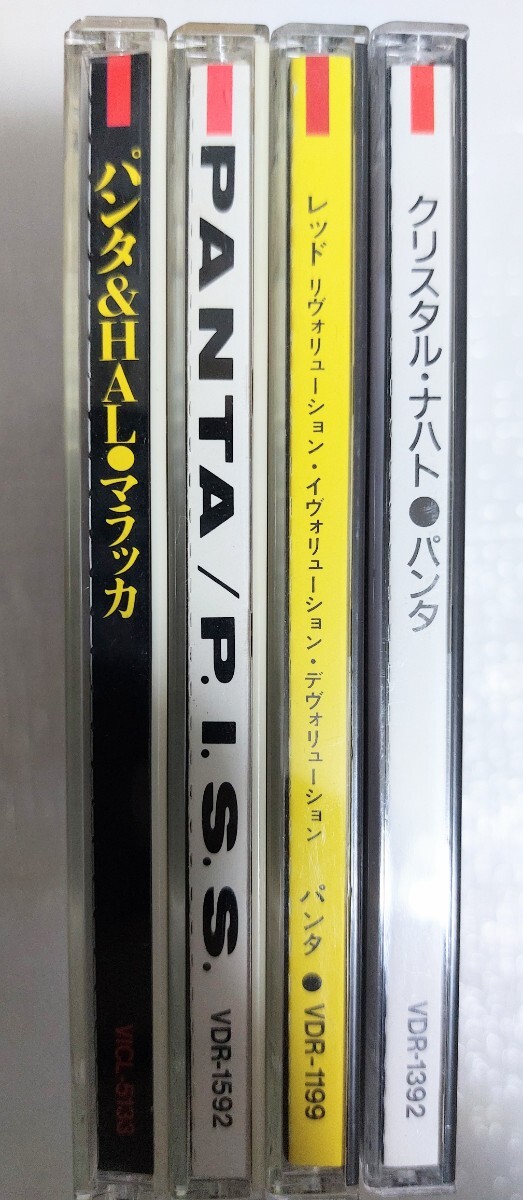 パンタ&HAL●マラッカ
VICL-5133
PANTA/P.I.S.S.
VDR-1592
レッド リヴォリューション・イヴォリューション・デヴォリューション パンタ●VDR-1199
クリスタル・ナハト●パンタ
VDR-1392